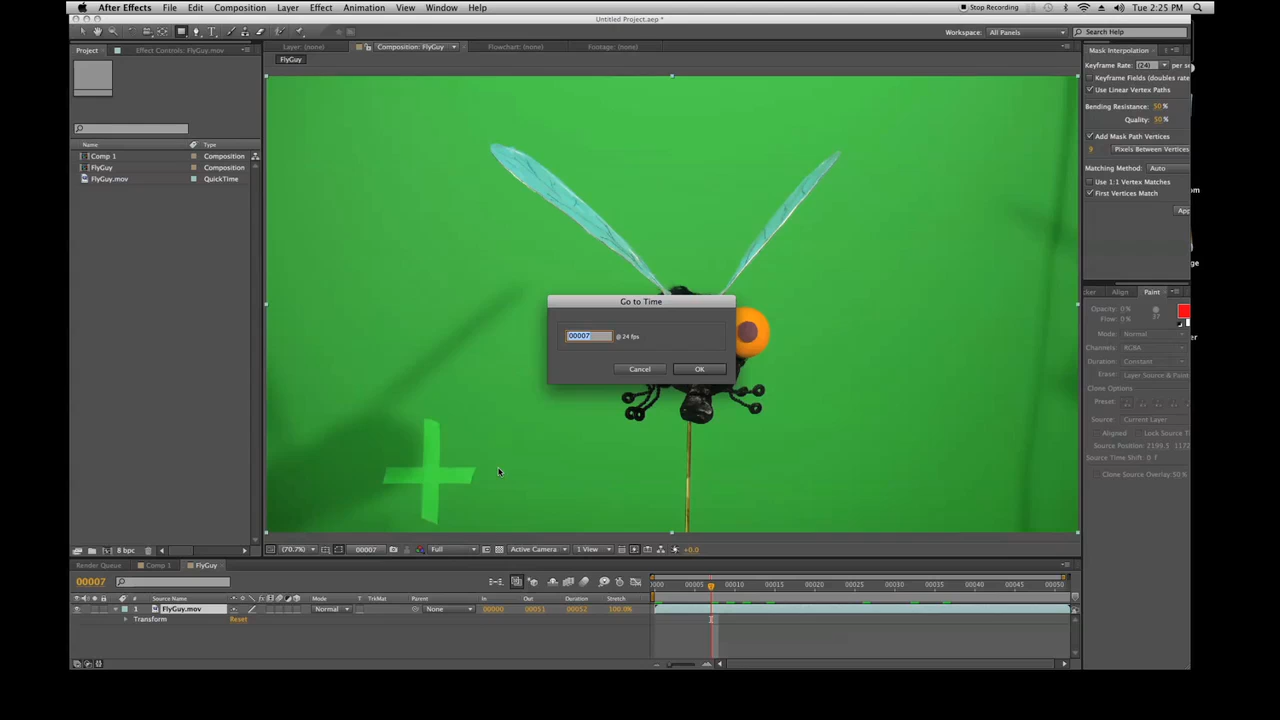 After Effects File Edit Composition Layer Effect Animation View Window Help Stop Recording Tue 2:25 PM
Untitled Project.aep *
Workspace: All Panels Search Help
Project Effect Controls: FlyGuy.mov
Layer: (none) Composition: FlyGuy Flowchart: (none) Footage: (none)
FlyGuy
Name Type
Comp 1 Composition
FlyGuy Composition
FlyGuy.mov QuickTime
Mask Interpolation
Keyframe Rate: (24) per se
Keyframe Fields (doubles rate
Use Linear Vertex Paths
Bending Resistance: 50 %
Quality: 50 %
Add Mask Path Vertices
9 Pixels Between Vertices
Matching Method: Auto
Use 1:1 Vertex Matches
First Vertices Match
App
Go to Time
00007 @ 24 fps
Cancel OK
cker Align Paint
Opacity: 0 %
Flow: 0 % 37
Mode: Normal
Channels: RGBA
Duration: Constant
Erase: Layer Source & Paint
Clone Options
Preset:
Source: Current Layer
Aligned Lock Source Ti
Source Position: 2199.5, 1172
Source Time Shift: 0 f
Clone Source Overlay 50 %
8 bpc
(70.7%) 00007 Full Active Camera 1 View +0.0
Render Queue Comp 1 FlyGuy
00007
0000 00005 00010 00015 00020 00025 00030 00035 00040 00045 00050
# Source Name Mode T TrkMat Parent In Out Duration Stretch
1 FlyGuy.mov Normal None 00000 00051 00052 100.0%
Transform Reset